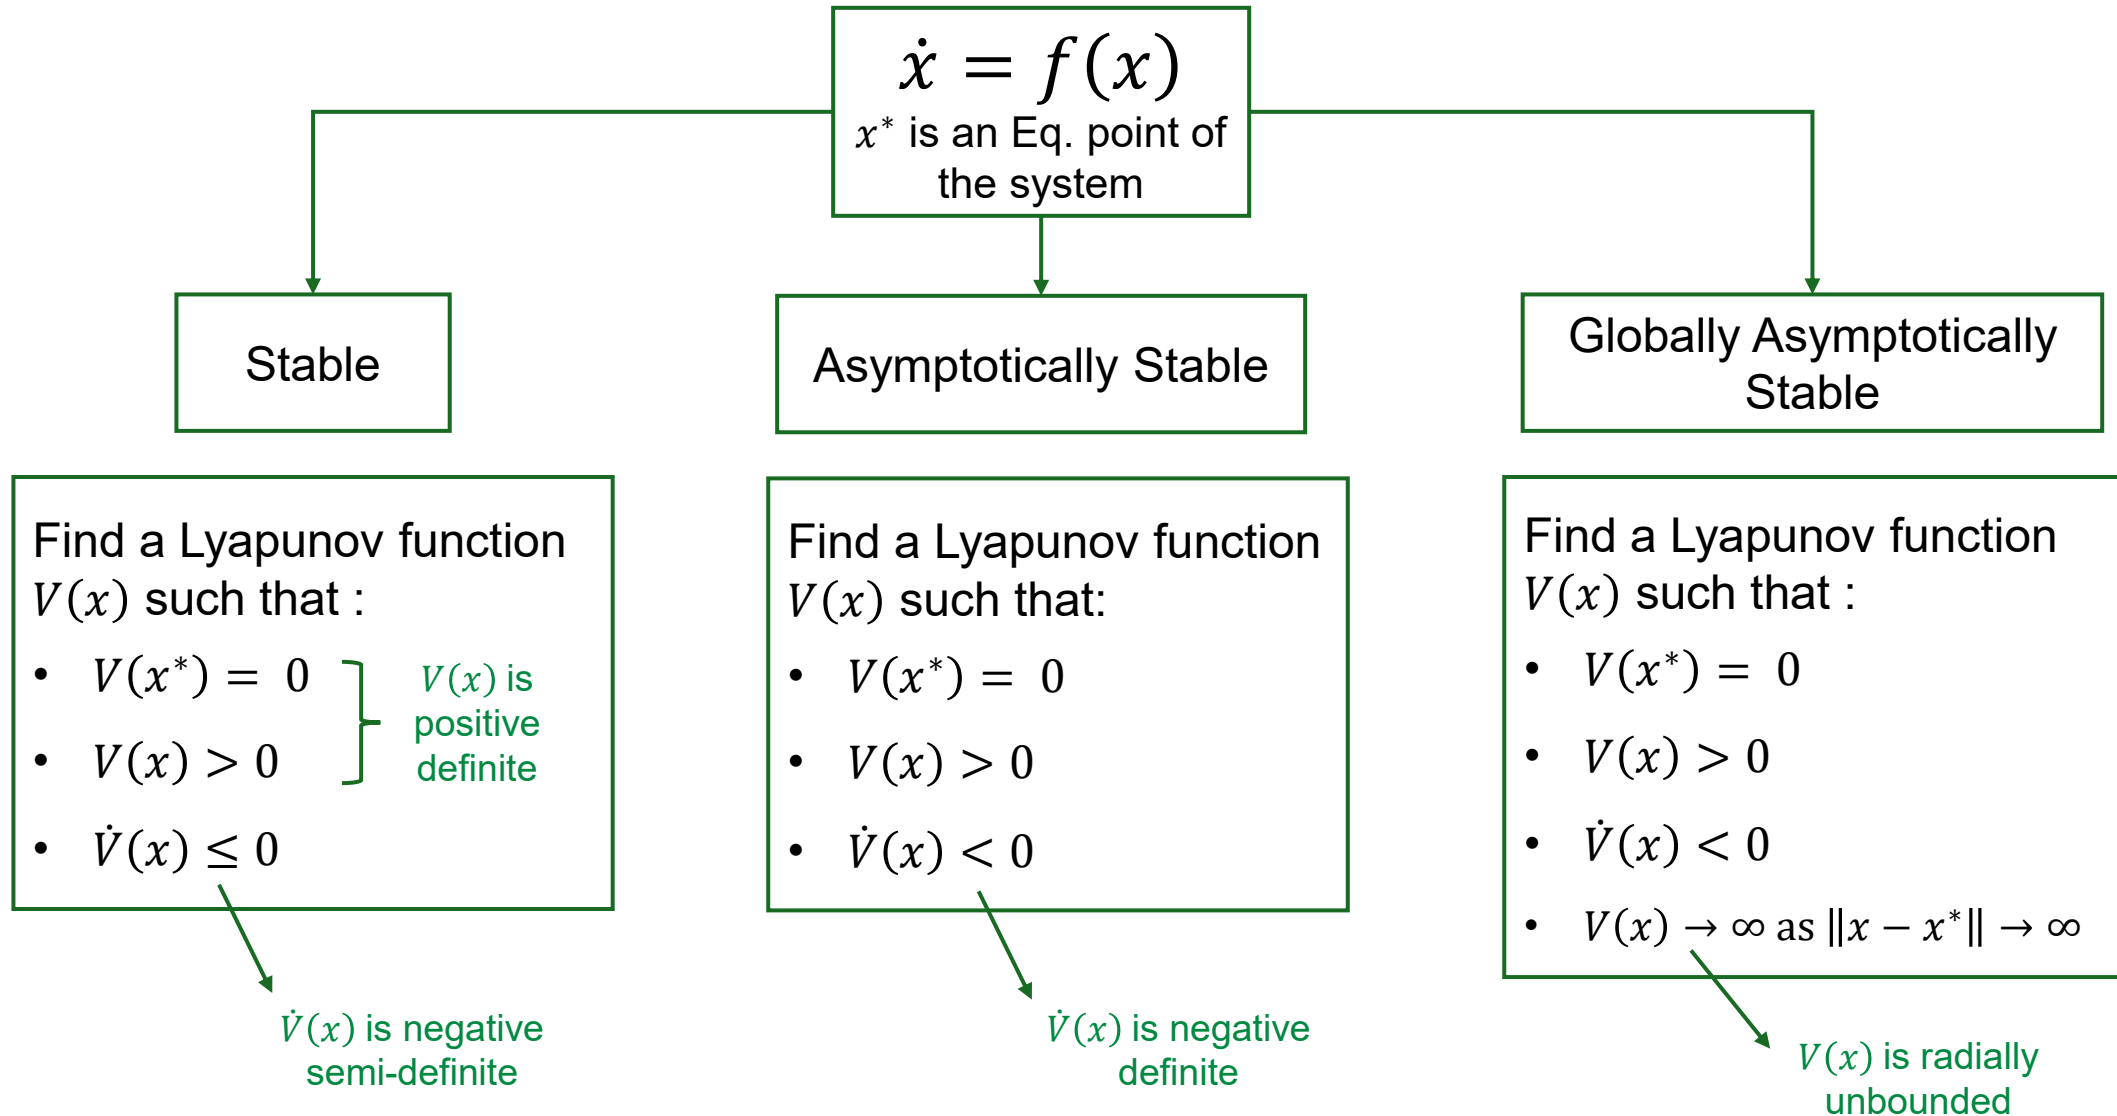 ẋ = f(x)
x* is an Eq. point of
the system
Stable
Asymptotically Stable
Globally Asymptotically
Stable
Find a Lyapunov function
V(x) such that :
• V(x*) = 0
• V(x) > 0
• V̇(x) ≤ 0
V(x) is
positive
definite
V̇(x) is negative
semi-definite
Find a Lyapunov function
V(x) such that:
• V(x*) = 0
• V(x) > 0
• V̇(x) < 0
V̇(x) is negative
definite
Find a Lyapunov function
V(x) such that :
• V(x*) = 0
• V(x) > 0
• V̇(x) < 0
• V(x) → ∞ as ‖x − x*‖ → ∞
V(x) is radially
unbounded